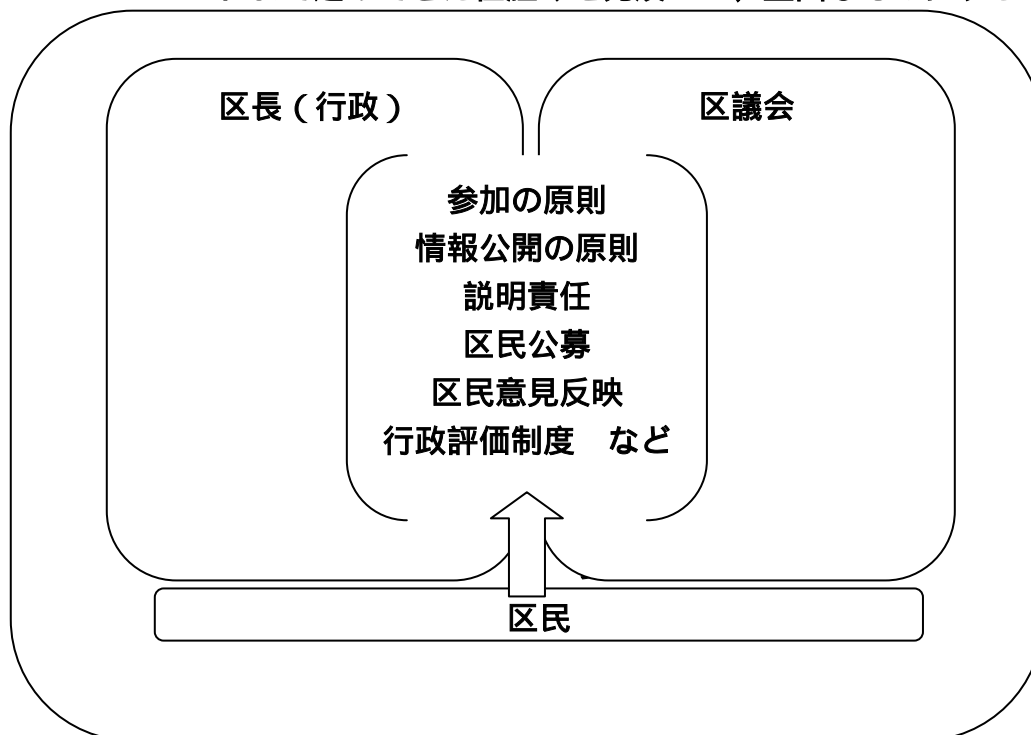 区長（行政）
区議会
参加の原則
情報公開の原則
説明責任
区民公募
区民意見反映
行政評価制度　など
区民